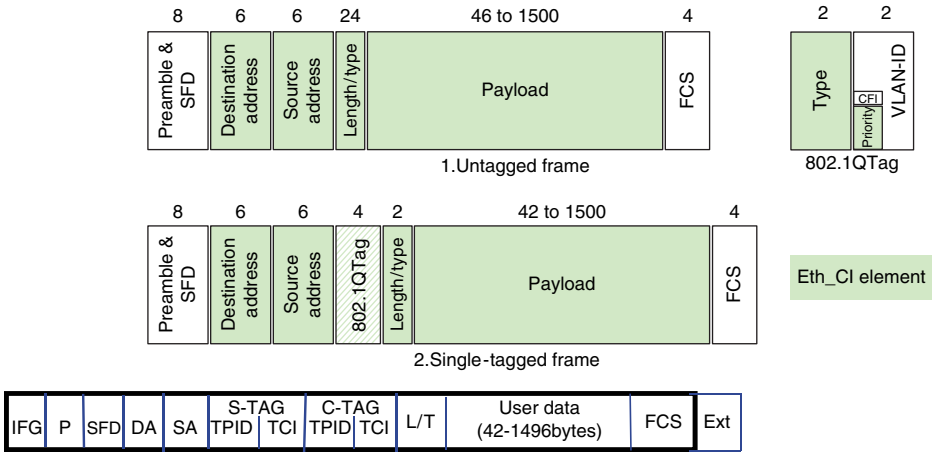 8 6 6 24 46 to 1500 4
Preamble &
SFD
Destination
address
Source
address
Length/type
Payload
FCS
1.Untagged frame
2 2
Type
CFI
Priority
VLAN-ID
802.1QTag
8 6 6 4 2 42 to 1500 4
Preamble &
SFD
Destination
address
Source
address
802.1QTag
Length/type
Payload
FCS
2.Single-tagged frame
Eth_CI element
IFG P SFD DA SA
S-TAG
TPID TCI
C-TAG
TPID TCI
L/T
User data
(42-1496bytes)
FCS
Ext